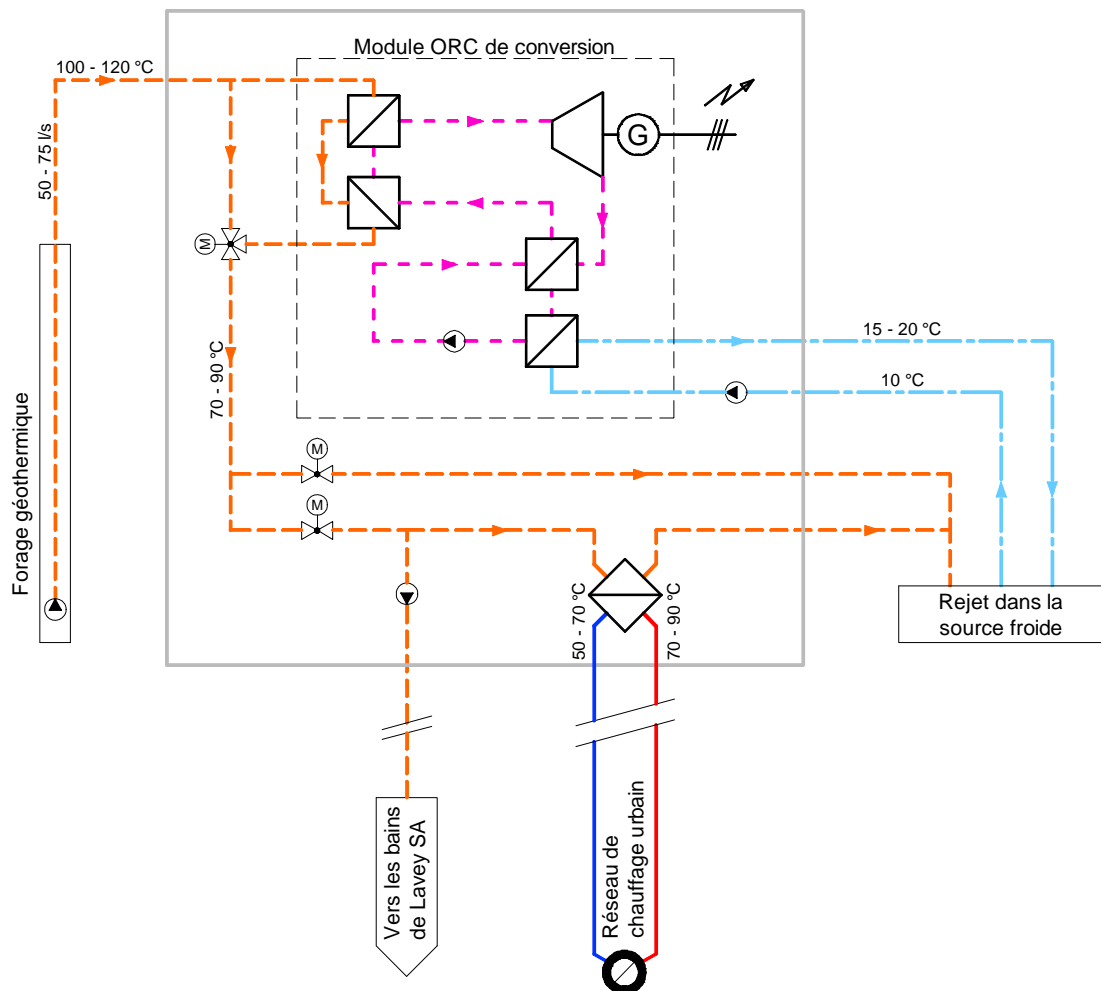 Module ORC de conversion
100 - 120 °C
50 - 75 l/s
G
M
70 - 90 °C
15 - 20 °C
10 °C
M
M
Forage géothermique
50 - 70 °C
70 - 90 °C
Rejet dans la
source froide
Vers les bains
de Lavey SA
Réseau de
chauffage urbain